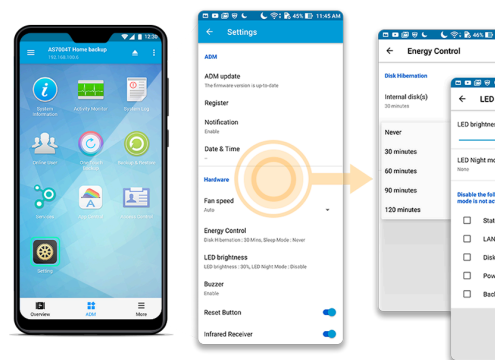 12:30
AS7004T Home backup
192.168.100.6
System
Information
Activity Monitor
System Log
Online User
One Touch
Backup
Backup & Restore
Services
App Central
Access Control
Setting
Overview
ADM
More
45% 11:45 AM
Settings
ADM
ADM update
The firmware version is up-to-date
Register
Notification
Enable
Date & Time
--
Hardware
Fan speed
Auto
Energy Control
Disk Hibernation : 30 Mins, Sleep Mode : Never
LED brightness
LED brightness : 30%, LED Night Mode : Disable
Buzzer
Enable
Reset Button
Infrared Receiver
45%
Energy Control
Disk Hibernation
Internal disk(s)
30 minutes
Never
30 minutes
60 minutes
90 minutes
120 minutes
LED
LED brightne
LED Night mo
None
Disable the fol
mode is not ac
Stat
LAN
Disk
Pow
Back